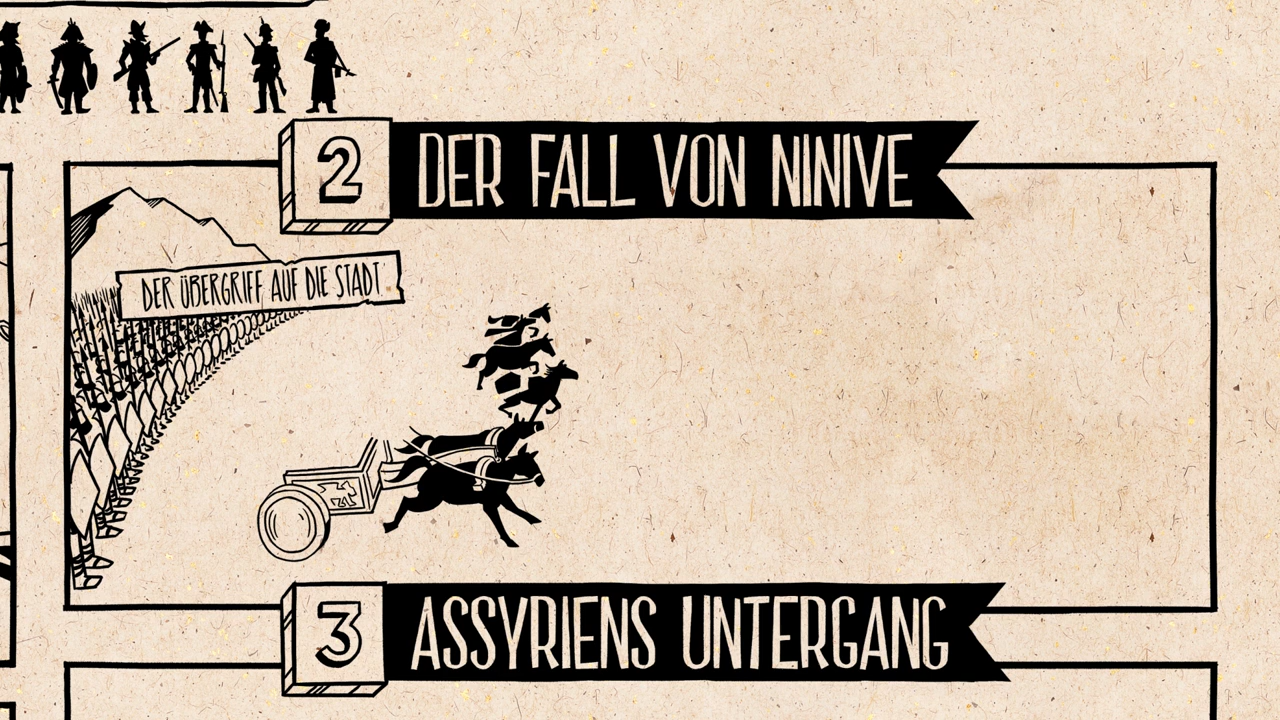 2 DER FALL VON NINIVE
DER ÜBERGRIFF AUF DIE STADT
3 ASSYRIENS UNTERGANG